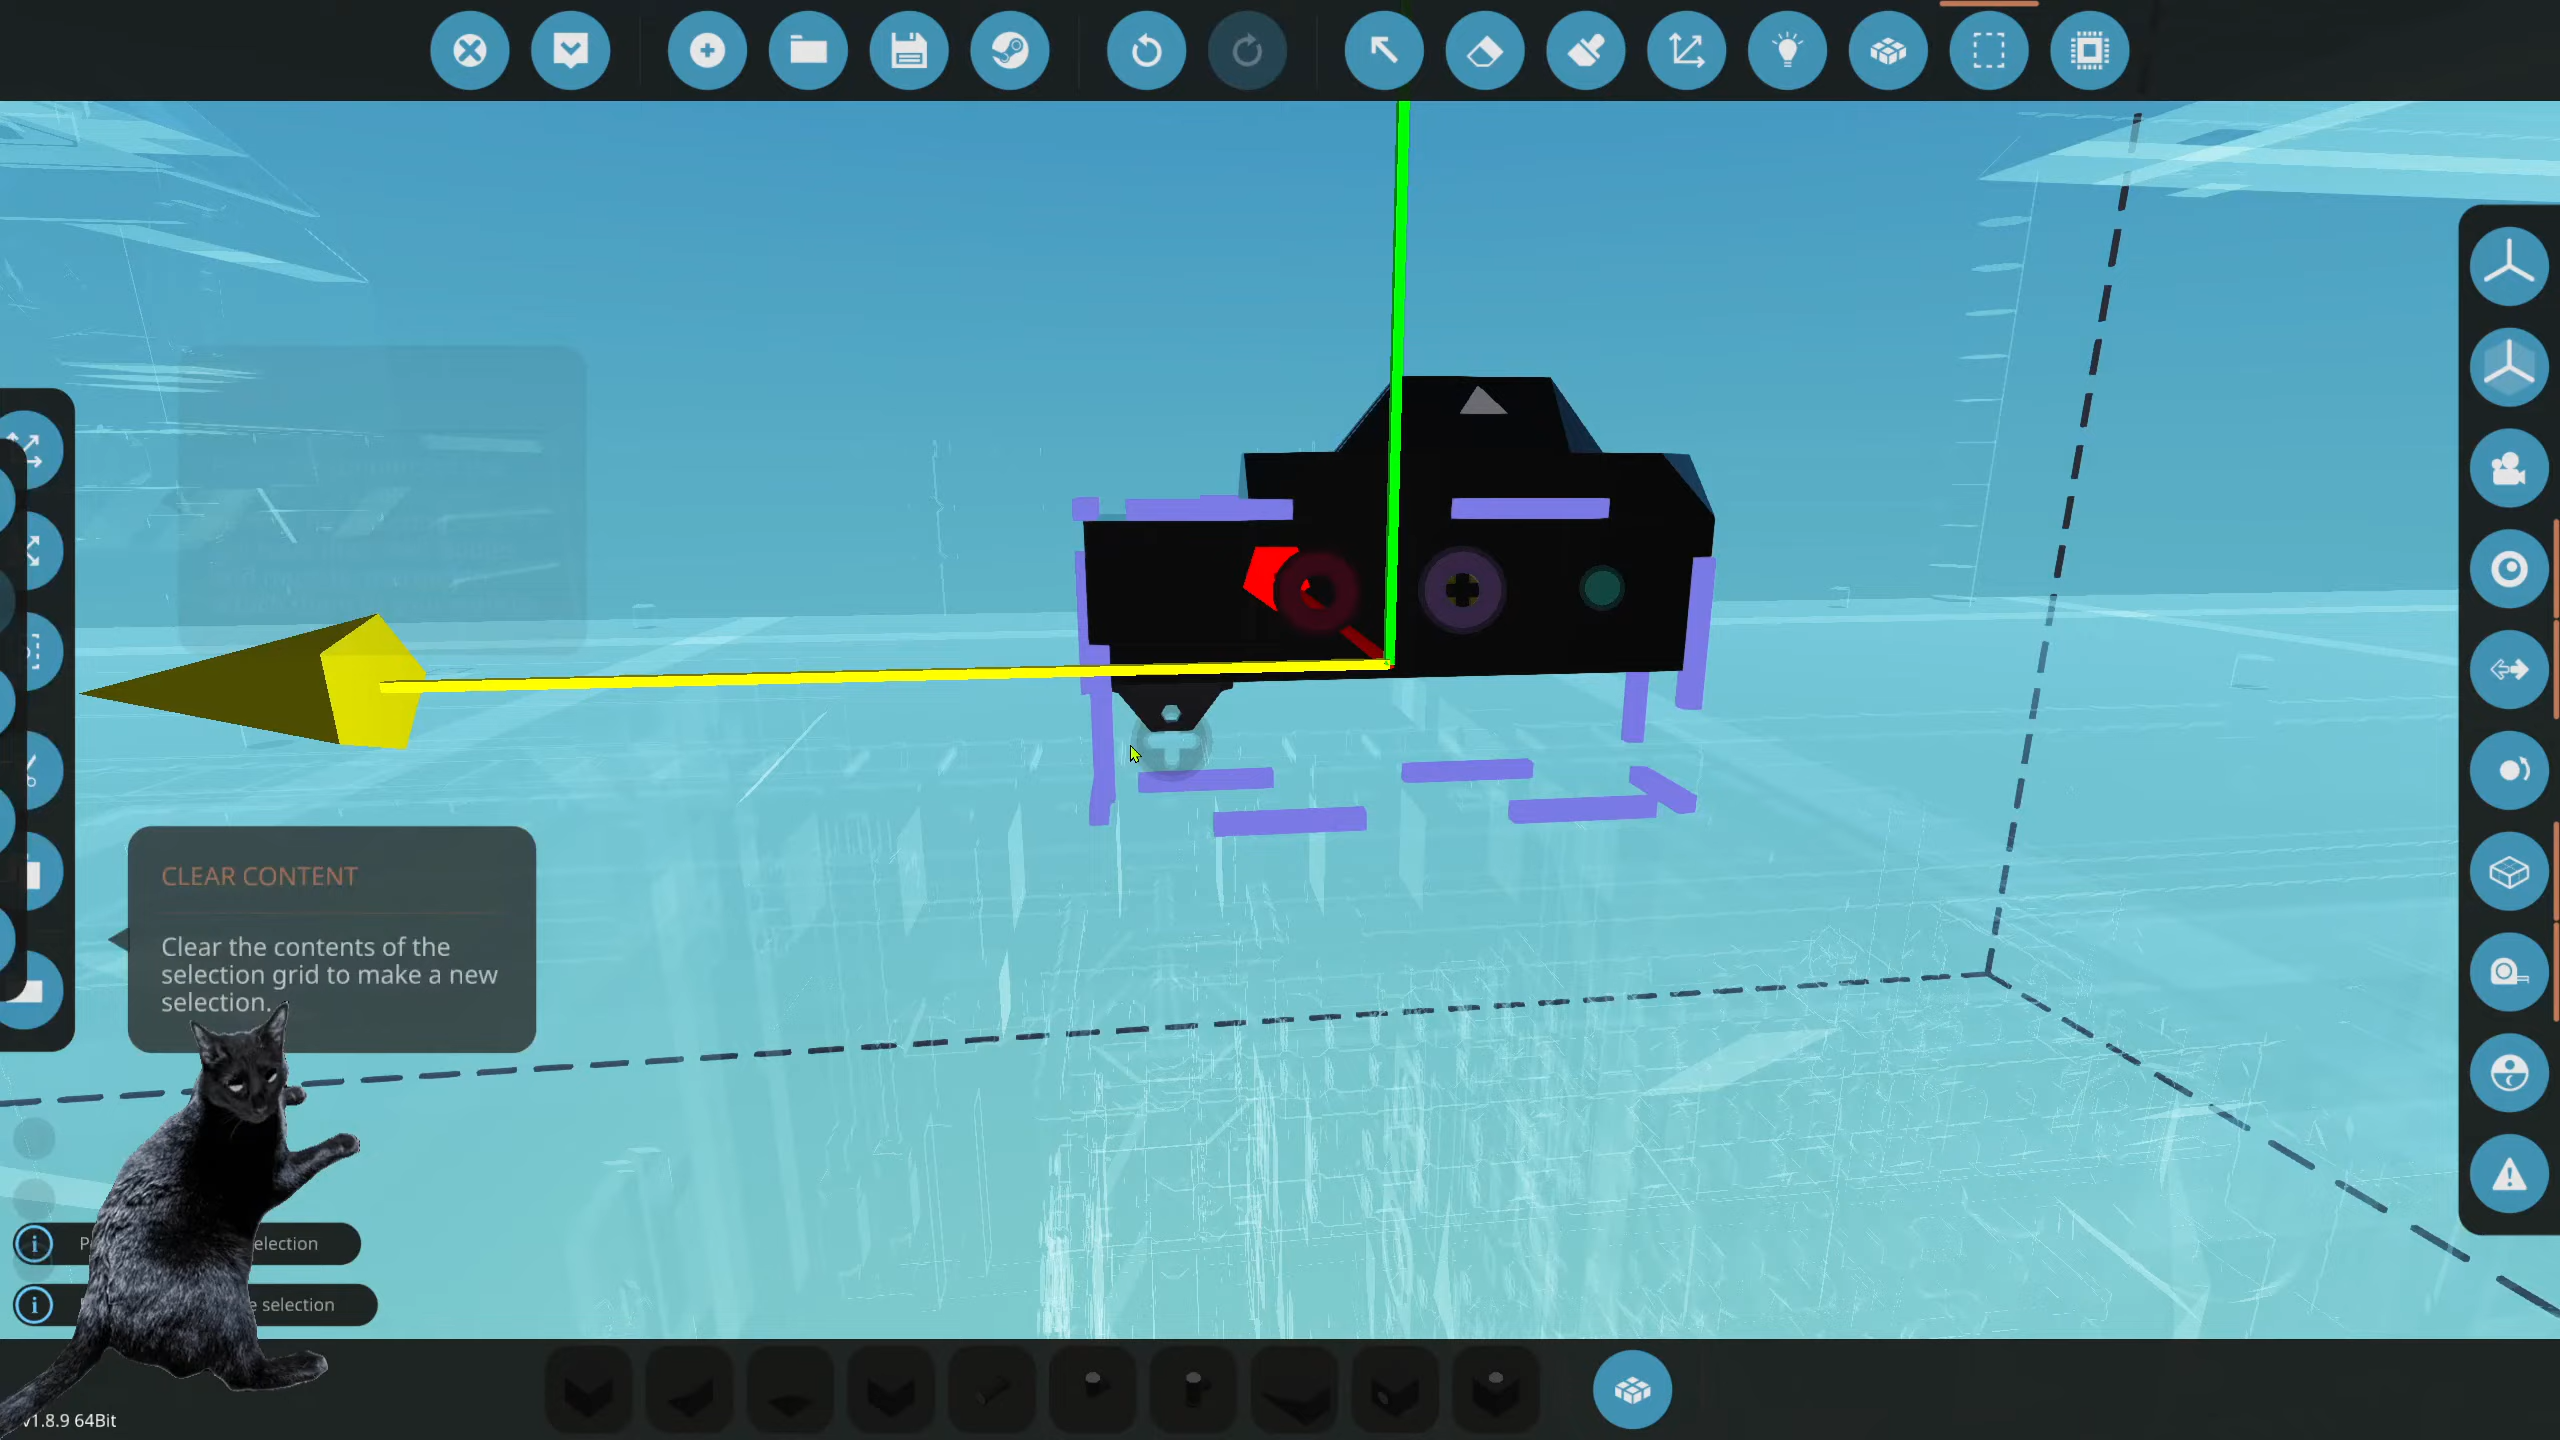 CLEAR CONTENT
Clear the contents of the
selection grid to make a new
selection.
election
e selection
v1.8.9 64Bit